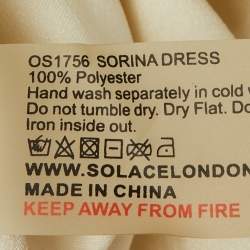 OS1756 SORINA DRESS
100% Polyester
Hand wash separately in cold
Do not tumble dry. Dry Flat. Do
Iron inside out.
WWW.SOLACELONDON
MADE IN CHINA
KEEP AWAY FROM FIRE